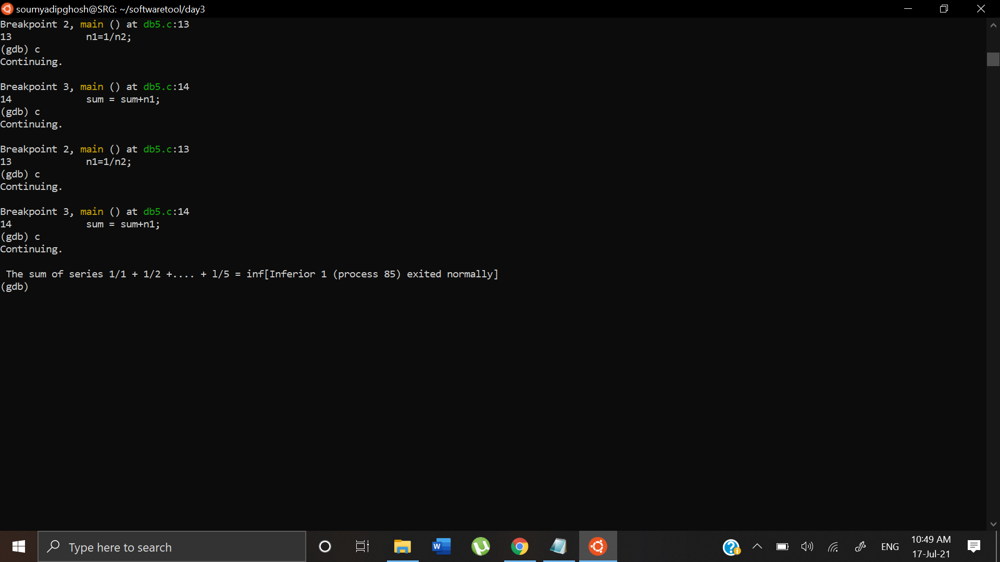 soumyadipghosh@SRG: ~/softwaretool/day3
Breakpoint 2, main () at db5.c:13
13             n1=1/n2;
(gdb) c
Continuing.
Breakpoint 3, main () at db5.c:14
14             sum = sum+n1;
(gdb) c
Continuing.
Breakpoint 2, main () at db5.c:13
13             n1=1/n2;
(gdb) c
Continuing.
Breakpoint 3, main () at db5.c:14
14             sum = sum+n1;
(gdb) c
Continuing.
 The sum of series 1/1 + 1/2 +.... + l/5 = inf[Inferior 1 (process 85) exited normally]
(gdb)
Type here to search
W
ENG
10:49 AM
17-Jul-21